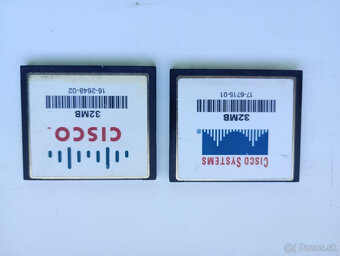 CISCO
32MB
16-2648-02
CISCO SYSTEMS
32MB
17-6715-01
Bazos.sk